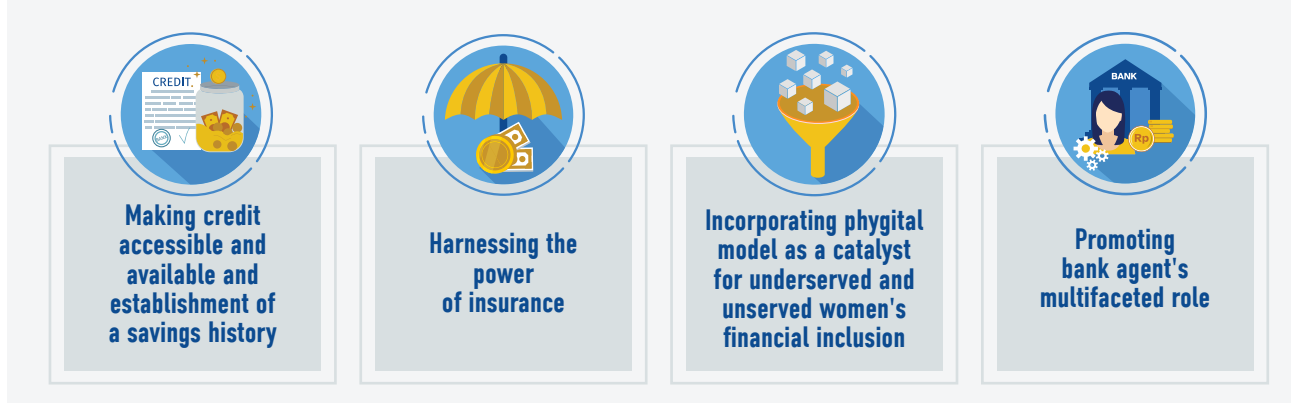 CREDIT
BANK
Rp
Making credit
accessible and
available and
establishment of
a savings history
Harnessing the
power
of insurance
Incorporating phygital
model as a catalyst
for underserved and
unserved women's
financial inclusion
Promoting
bank agent's
multifaceted role